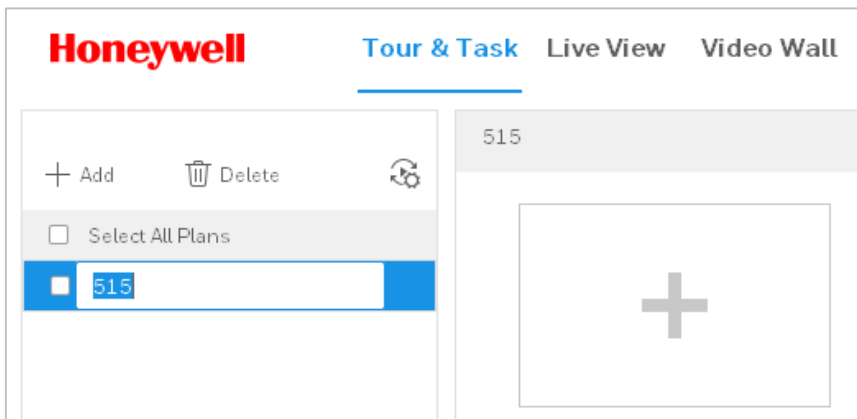 Honeywell Tour & Task Live View Video Wall
515
Add Delete
Select All Plans
515